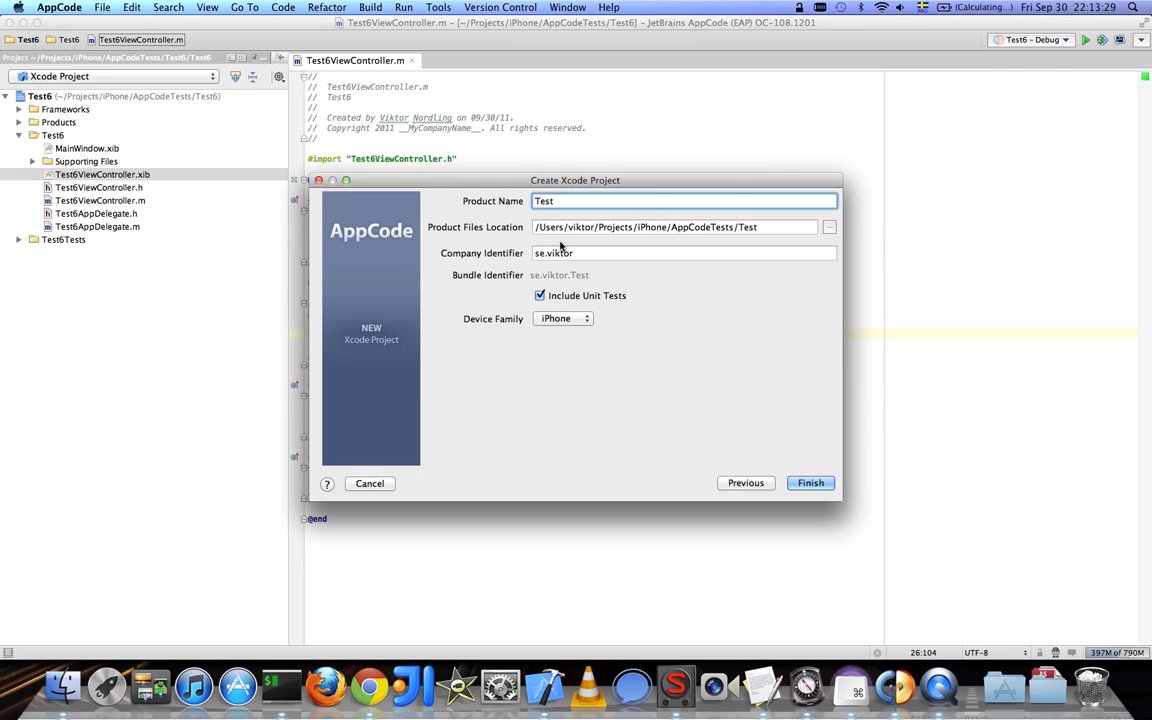 AppCode File Edit Search View Go To Code Refactor Build Run Tools Version Control Window Help (Calculating...) Fri Sep 30 22:13:29
Test6ViewController.m - [~/Projects/iPhone/AppCodeTests/Test6] - JetBrains AppCode (EAP) OC-108.1201
Test6 Test6 Test6ViewController.m Test6 - Debug
Project - ~/Projects/iPhone/AppCodeTests/Test6/Test6
Test6ViewController.m
Xcode Project
Test6 (~/Projects/iPhone/AppCodeTests/Test6)
Frameworks
Products
Test6
MainWindow.xib
Supporting Files
Test6ViewController.xib
Test6ViewController.h
Test6ViewController.m
Test6AppDelegate.h
Test6AppDelegate.m
Test6Tests
//
// Test6ViewController.m
// Test6
//
// Created by Viktor Nordling on 09/30/11.
// Copyright 2011 __MyCompanyName__. All rights reserved.
//
#import "Test6ViewController.h"
Create Xcode Project
AppCode
NEW
Xcode Project
Product Name Test
Product Files Location /Users/viktor/Projects/iPhone/AppCodeTests/Test ...
Company Identifier se.viktor
Bundle Identifier se.viktor.Test
Include Unit Tests
Device Family iPhone
? Cancel Previous Finish
@end
26:104 UTF-8 397M of 790M